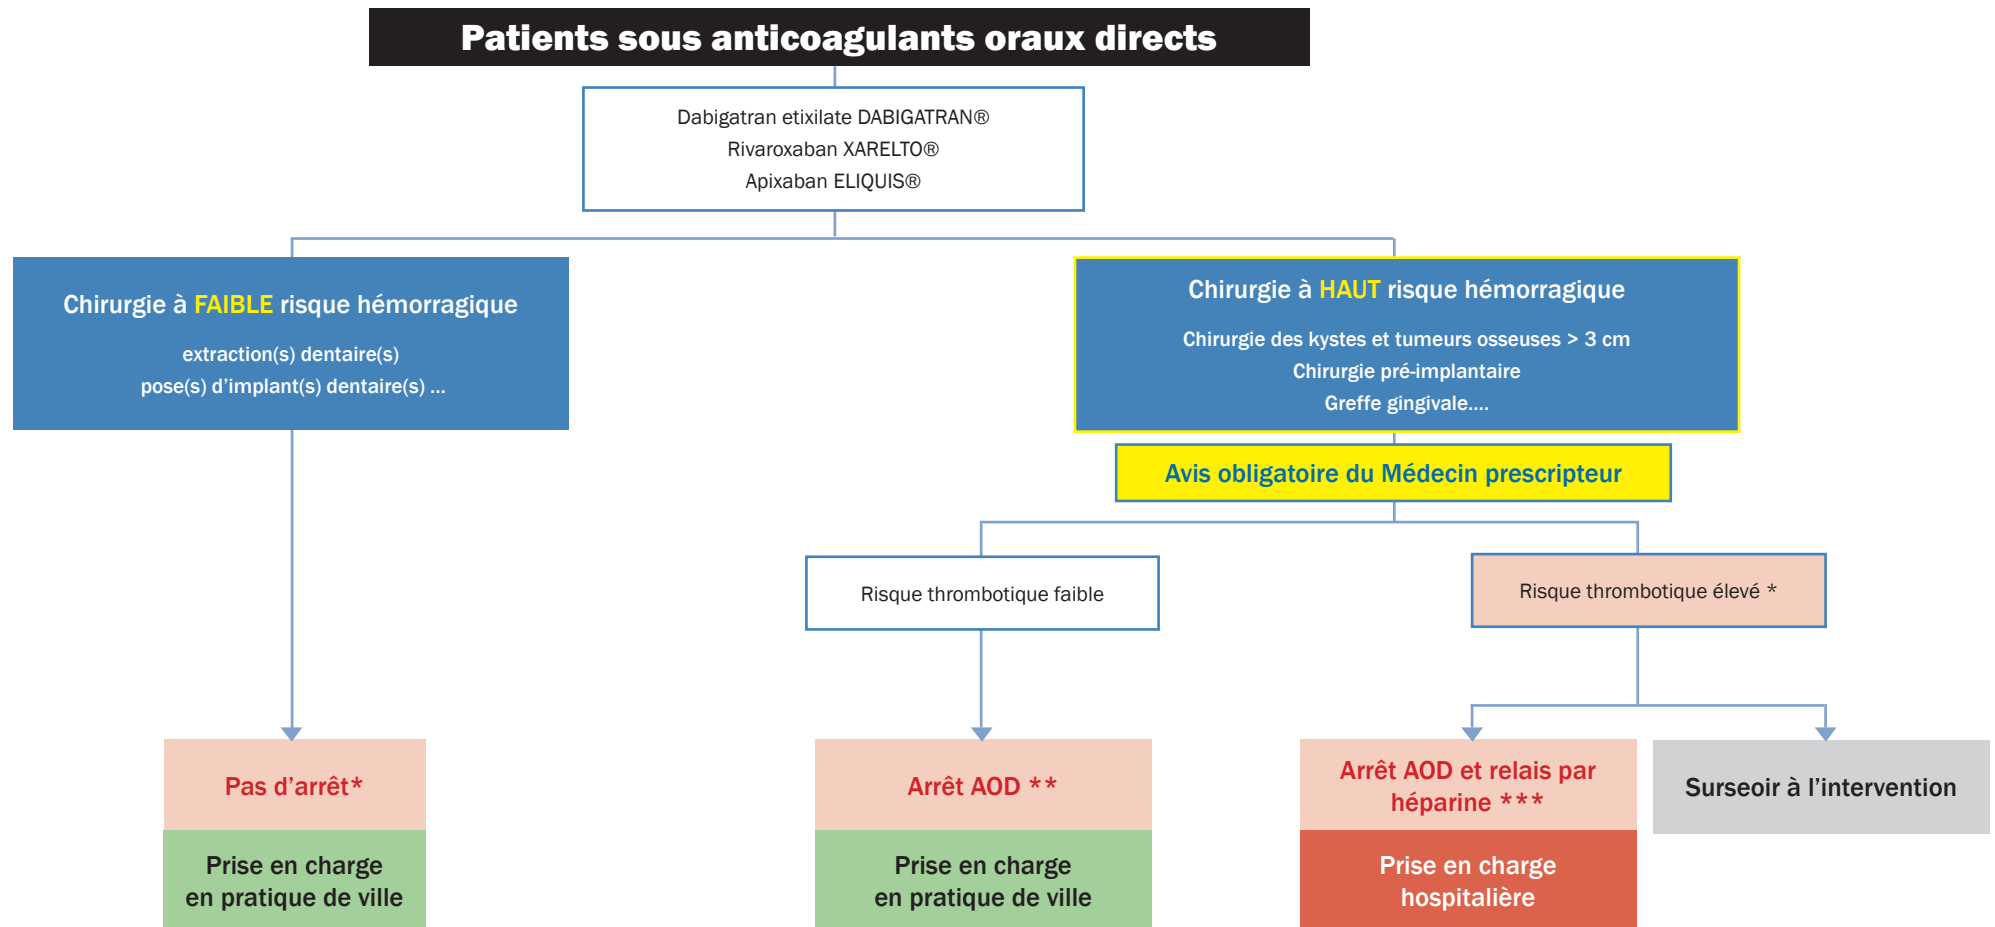 Patients sous anticoagulants oraux directs
Dabigatran etixilate DABIGATRAN®
Rivaroxaban XARELTO®
Apixaban ELIQUIS®
Chirurgie à FAIBLE risque hémorragique
extraction(s) dentaire(s)
pose(s) d'implant(s) dentaire(s) ...
Chirurgie à HAUT risque hémorragique
Chirurgie des kystes et tumeurs osseuses > 3 cm
Chirurgie pré-implantaire
Greffe gingivale....
Avis obligatoire du Médecin prescripteur
Risque thrombotique faible
Risque thrombotique élevé *
Pas d'arrêt*
Prise en charge
en pratique de ville
Arrêt AOD **
Prise en charge
en pratique de ville
Arrêt AOD et relais par
héparine ***
Prise en charge
hospitalière
Surseoir à l'intervention